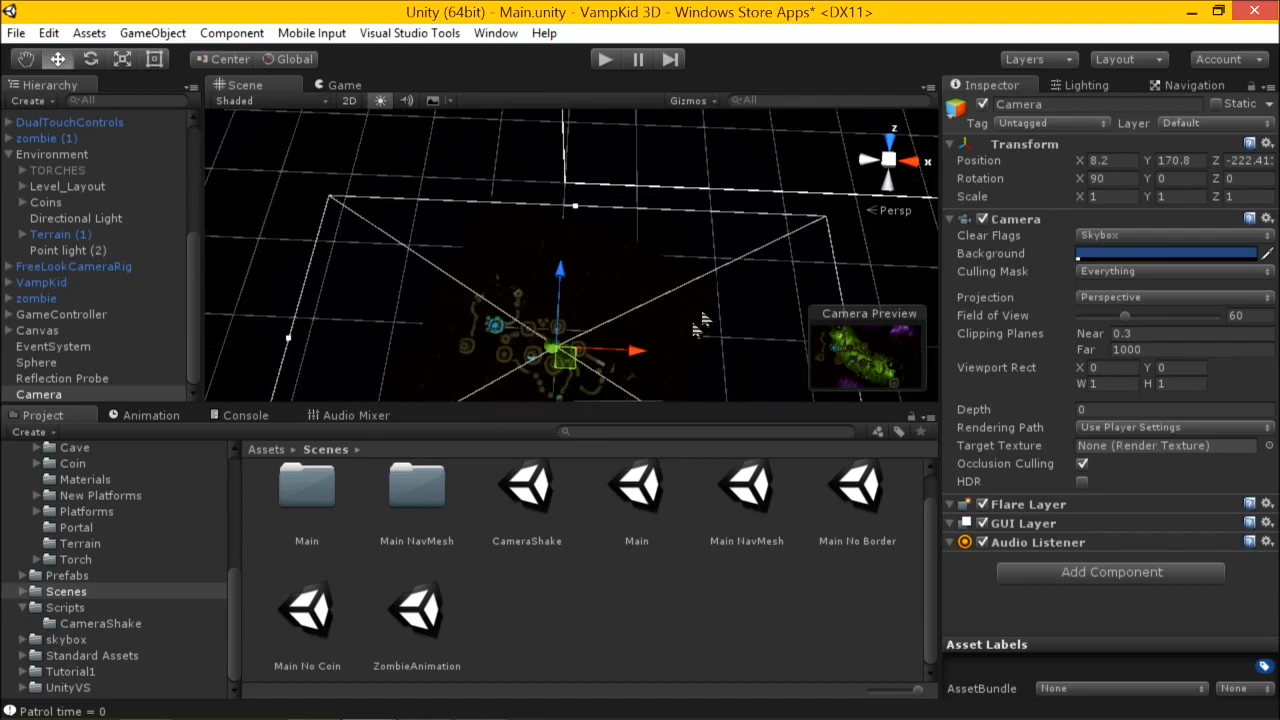 Unity (64bit) - Main.unity - VampKid 3D - Windows Store Apps* <DX11>
File Edit Assets GameObject Component Mobile Input Visual Studio Tools Window Help
Center Global Layers Layout Account
Hierarchy
Create All
DualTouchControls
zombie (1)
Environment
TORCHES
Level_Layout
Coins
Directional Light
Terrain (1)
Point light (2)
FreeLookCameraRig
VampKid
zombie
GameController
Canvas
EventSystem
Sphere
Reflection Probe
Camera
Scene Game
Shaded 2D Gizmos All
z
x
Persp
Camera Preview
Inspector Lighting Navigation
Camera Static
Tag Untagged Layer Default
Transform
Position X 8.2 Y 170.8 Z -222.41
Rotation X 90 Y 0 Z 0
Scale X 1 Y 1 Z 1
Camera
Clear Flags Skybox
Background
Culling Mask Everything
Projection Perspective
Field of View 60
Clipping Planes Near 0.3
Far 1000
Viewport Rect X 0 Y 0
W 1 H 1
Depth 0
Rendering Path Use Player Settings
Target Texture None (Render Texture)
Occlusion Culling
HDR
Flare Layer
GUI Layer
Audio Listener
Add Component
Asset Labels
AssetBundle None None
Project Animation Console Audio Mixer
Create
Cave
Coin
Materials
New Platforms
Platforms
Portal
Terrain
Torch
Prefabs
Scenes
Scripts
CameraShake
skybox
Standard Assets
Tutorial1
UnityVS
Assets Scenes
Main Main NavMesh CameraShake Main Main NavMesh Main No Border
Main No Coin ZombieAnimation
Patrol time = 0